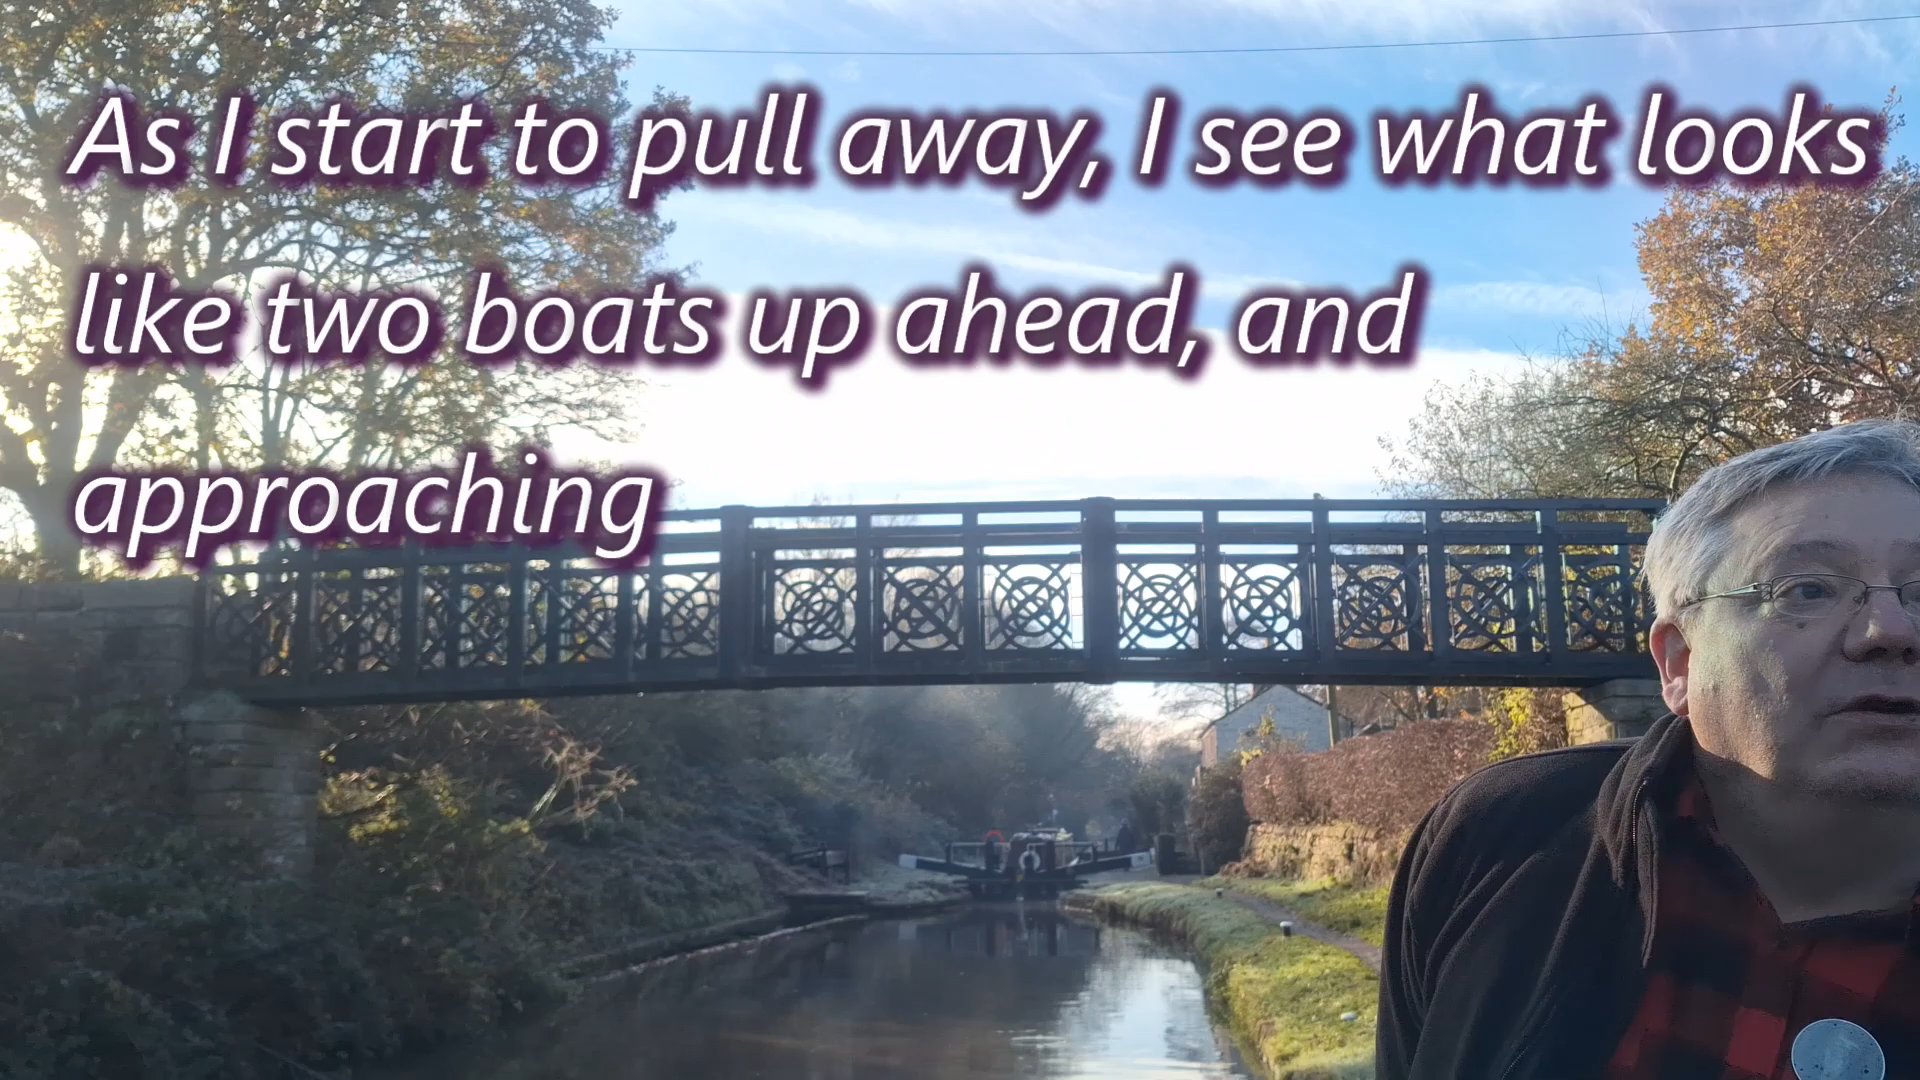 As I start to pull away, I see what looks
like two boats up ahead, and
approaching